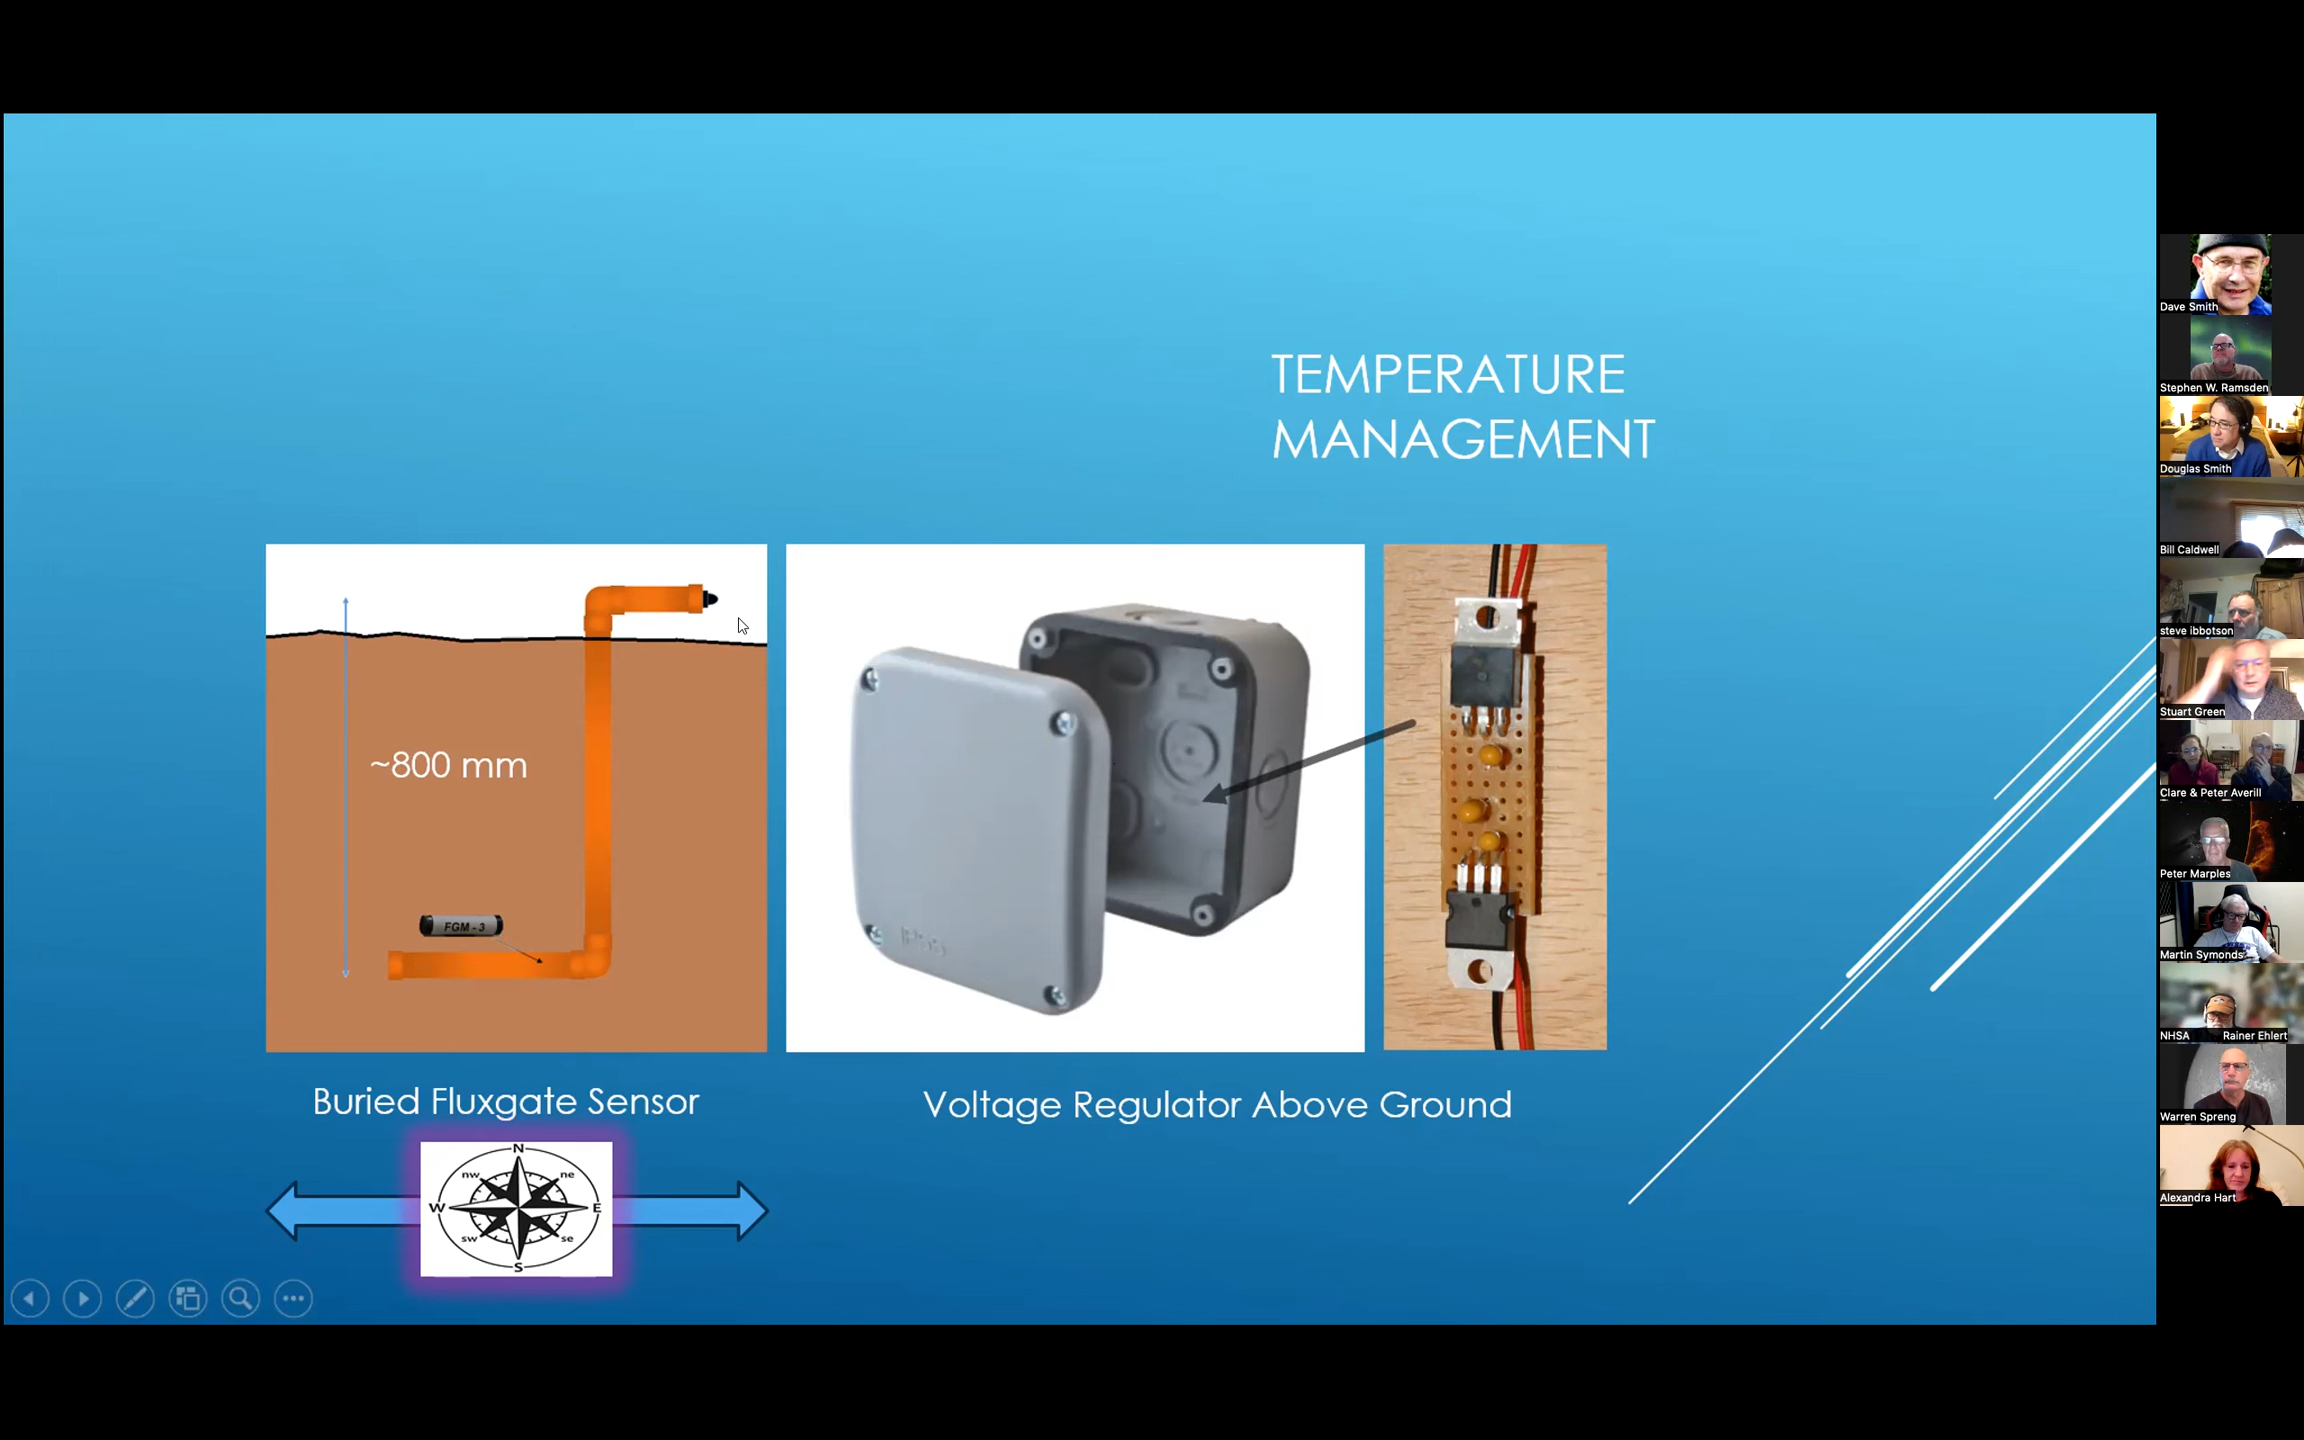 TEMPERATURE
MANAGEMENT
~800 mm
FGM - 3
Buried Fluxgate Sensor
Voltage Regulator Above Ground
N
nw
ne
W
E
sw
se
S
Dave Smith
Stephen W. Ramsden
Douglas Smith
Bill Caldwell
steve ibbotson
Stuart Green
Clare & Peter Averill
Peter Marples
Martin Symonds
NHSA Rainer Ehlert
Warren Spreng
Alexandra Hart